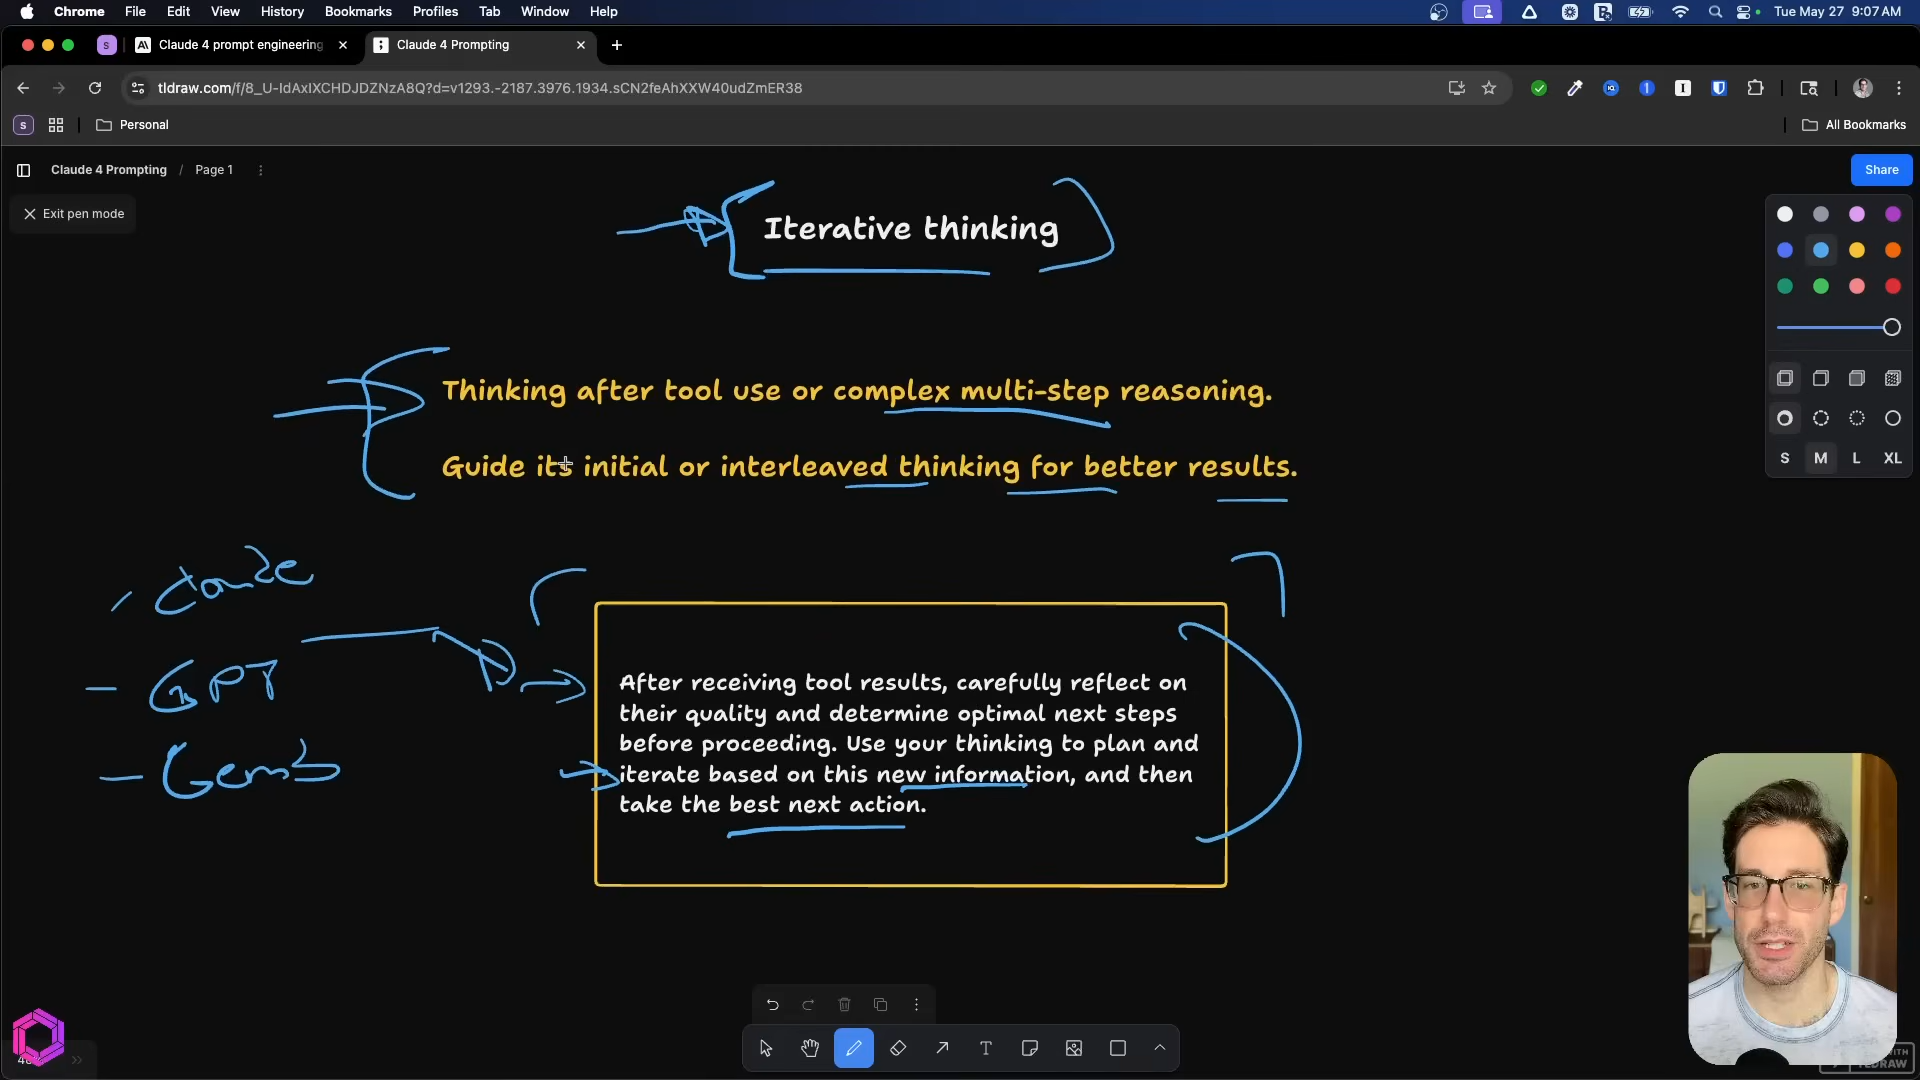 Chrome File Edit View History Bookmarks Profiles Tab Window Help Tue May 27 9:07 AM
S Claude 4 prompt engineering Claude 4 Prompting
tldraw.com/f/8_U-IdAxIXCHDJDZNzA8Q?d=v1293.-2187.3976.1934.sCN2feAhXXW40udZmER38
S Personal All Bookmarks
Claude 4 Prompting / Page 1 Share
Exit pen mode
Iterative thinking
Thinking after tool use or complex multi-step reasoning.
Guide its initial or interleaved thinking for better results.
S M L XL
- Claude
- GPT
After receiving tool results, carefully reflect on
their quality and determine optimal next steps
before proceeding. Use your thinking to plan and
iterate based on this new information, and then
take the best next action.